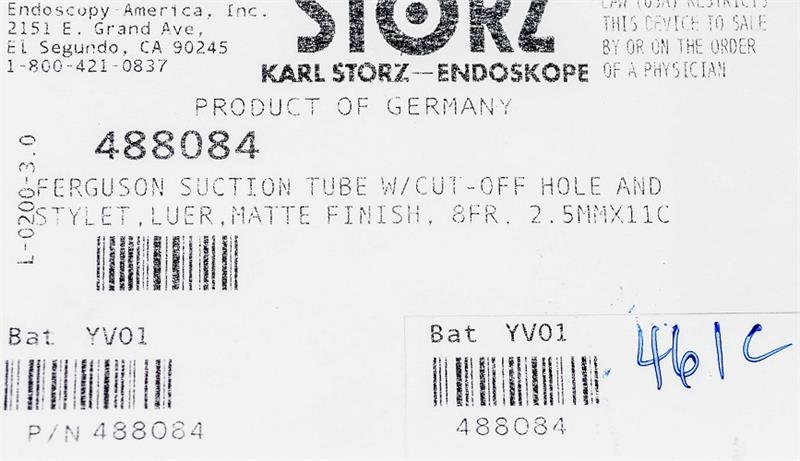 Endoscopy-America, Inc.
2151 E. Grand Ave,
El Segundo, CA 90245
1-800-421-0837
STORZ
KARL STORZ—ENDOSKOPE
LAW (USA) RESTRICTS
THIS DEVICE TO SALE
BY OR ON THE ORDER
OF A PHYSICIAN
PRODUCT OF GERMANY
488084
L-0200-3.0
FERGUSON SUCTION TUBE W/CUT-OFF HOLE AND
STYLET,LUER,MATTE FINISH, 8FR. 2.5MMX11C
Bat YV01
P/N 488084
Bat YV01
488084
461C